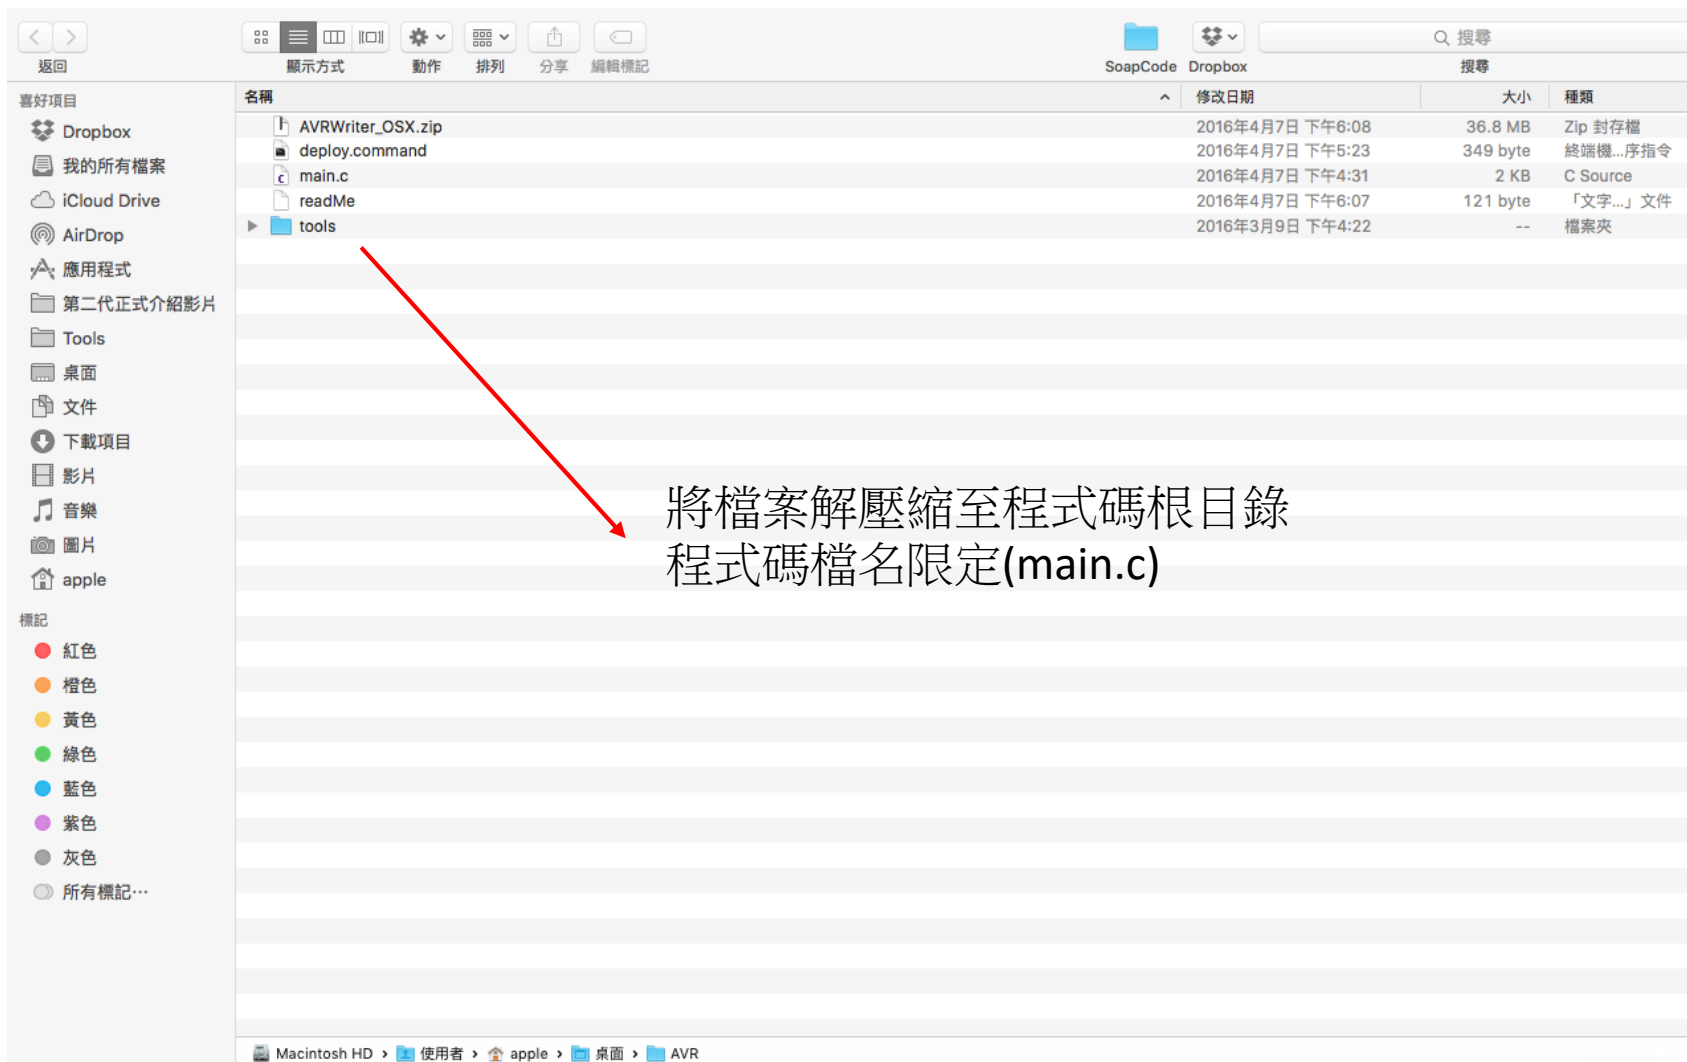 返回
顯示方式
動作
排列
分享
編輯標記
SoapCode
Dropbox
搜尋
搜尋
喜好項目
Dropbox
我的所有檔案
iCloud Drive
AirDrop
應用程式
第二代正式介紹影片
Tools
桌面
文件
下載項目
影片
音樂
圖片
apple
標記
紅色
橙色
黃色
綠色
藍色
紫色
灰色
所有標記⋯
名稱 修改日期 大小 種類
AVRWriter_OSX.zip 2016年4月7日 下午6:08 36.8 MB Zip 封存檔
deploy.command 2016年4月7日 下午5:23 349 byte 終端機...序指令
main.c 2016年4月7日 下午4:31 2 KB C Source
readMe 2016年4月7日 下午6:07 121 byte 「文字...」文件
tools 2016年3月9日 下午4:22 -- 檔案夾
將檔案解壓縮至程式碼根目錄
程式碼檔名限定(main.c)
Macintosh HD › 使用者 › apple › 桌面 › AVR